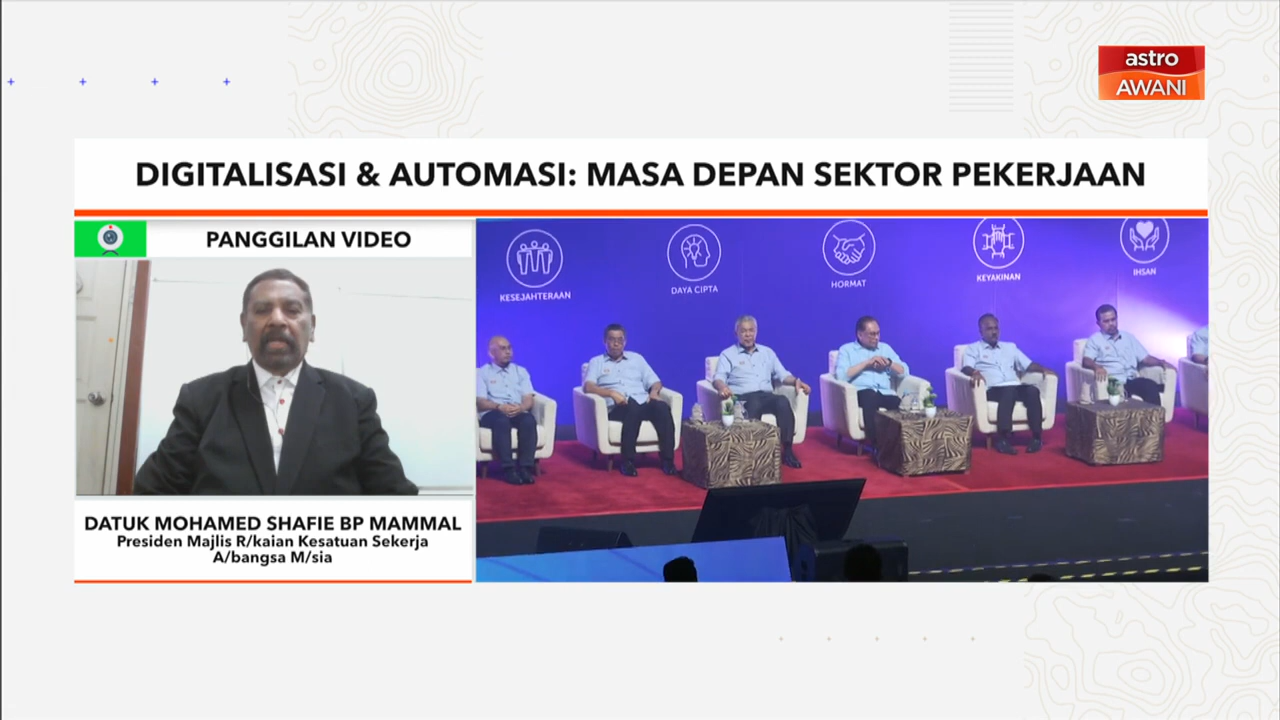 astro
AWANI
DIGITALISASI & AUTOMASI: MASA DEPAN SEKTOR PEKERJAAN
PANGGILAN VIDEO
KESEJAHTERAAN
DAYA CIPTA
HORMAT
KEYAKINAN
IHSAN
DATUK MOHAMED SHAFIE BP MAMMAL
Presiden Majlis R/kaian Kesatuan Sekerja
A/bangsa M/sia